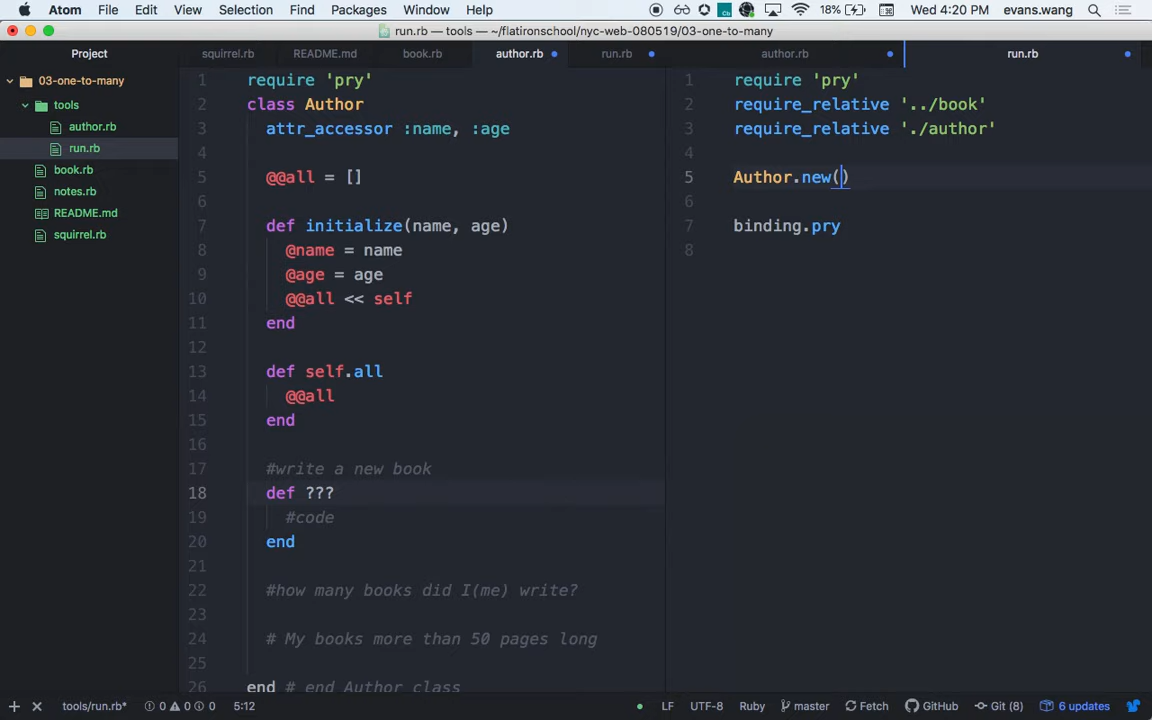 Atom File Edit View Selection Find Packages Window Help 18% Wed 4:20 PM evans.wang
run.rb — tools — ~/flatironschool/nyc-web-080519/03-one-to-many
Project squirrel.rb README.md book.rb author.rb run.rb author.rb run.rb
03-one-to-many
tools
author.rb
run.rb
book.rb
notes.rb
README.md
squirrel.rb
1 require 'pry'
2 class Author
3 attr_accessor :name, :age
4
5 @@all = []
6
7 def initialize(name, age)
8 @name = name
9 @age = age
10 @@all << self
11 end
12
13 def self.all
14 @@all
15 end
16
17 #write a new book
18 def ???
19 #code
20 end
21
22 #how many books did I(me) write?
23
24 # My books more than 50 pages long
25
26 end # end Author class
1 require 'pry'
2 require_relative '../book'
3 require_relative './author'
4
5 Author.new()
6
7 binding.pry
8
tools/run.rb* 0 0 0 5:12 LF UTF-8 Ruby master Fetch GitHub Git (8) 6 updates